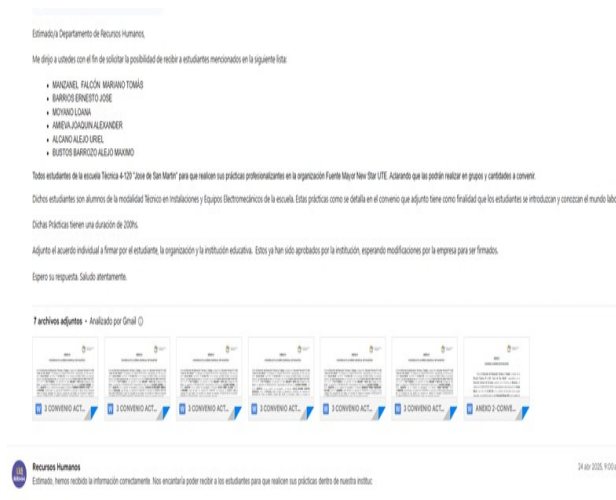 Estimado/a Departamento de Recursos Humanos,
Me dirijo a ustedes con el fin de solicitar la posibilidad de recibir a estudiantes mencionados en la siguiente lista:
• MANZANEL FALCÓN MARIANO TOMÁS
• BARRIOS ERNESTO JOSE
• MOYANO LOANA
• AMIEVA JOAQUIN ALEXANDER
• ALCANO ALEJO URIEL
• BUSTOS BARROZO ALEJO MAXIMO
Todos estudiantes de la escuela Técnica 4-120 "Jose de San Martin" para que realicen sus prácticas profesionalizantes en la organización Fuente Mayor New Star UTE. Aclarando que las podrán realizar en grupos y cantidades a convenir.
Dichos estudiantes son alumnos de la modalidad Técnico en Instalaciones y Equipos Electromecánicos de la escuela. Estas prácticas como se detalla en el convenio que adjunto tiene como finalidad que los estudiantes se introduzcan y conozcan el mundo labo
Dichas Prácticas tienen una duración de 200hs.
Adjunto el acuerdo individual a firmar por el estudiante, la organización y la institución educativa. Estos ya han sido aprobados por la institución, esperando modificaciones por la empresa para ser firmados.
Espero su respuesta. Saludo atentamente.
7 archivos adjuntos • Analizado por Gmail
3 CONVENIO ACT... 3 CONVENIO ACT... 3 CONVENIO ACT... 3 CONVENIO ACT... 3 CONVENIO ACT... 3 CONVENIO ACT... ANEXO 2-CONVE...
Recursos Humanos 24 abr 2025, 9:00
Estimado, hemos recibido la información correctamente. Nos encantaría poder recibir a los estudiantes para que realicen sus prácticas dentro de nuestra instituc